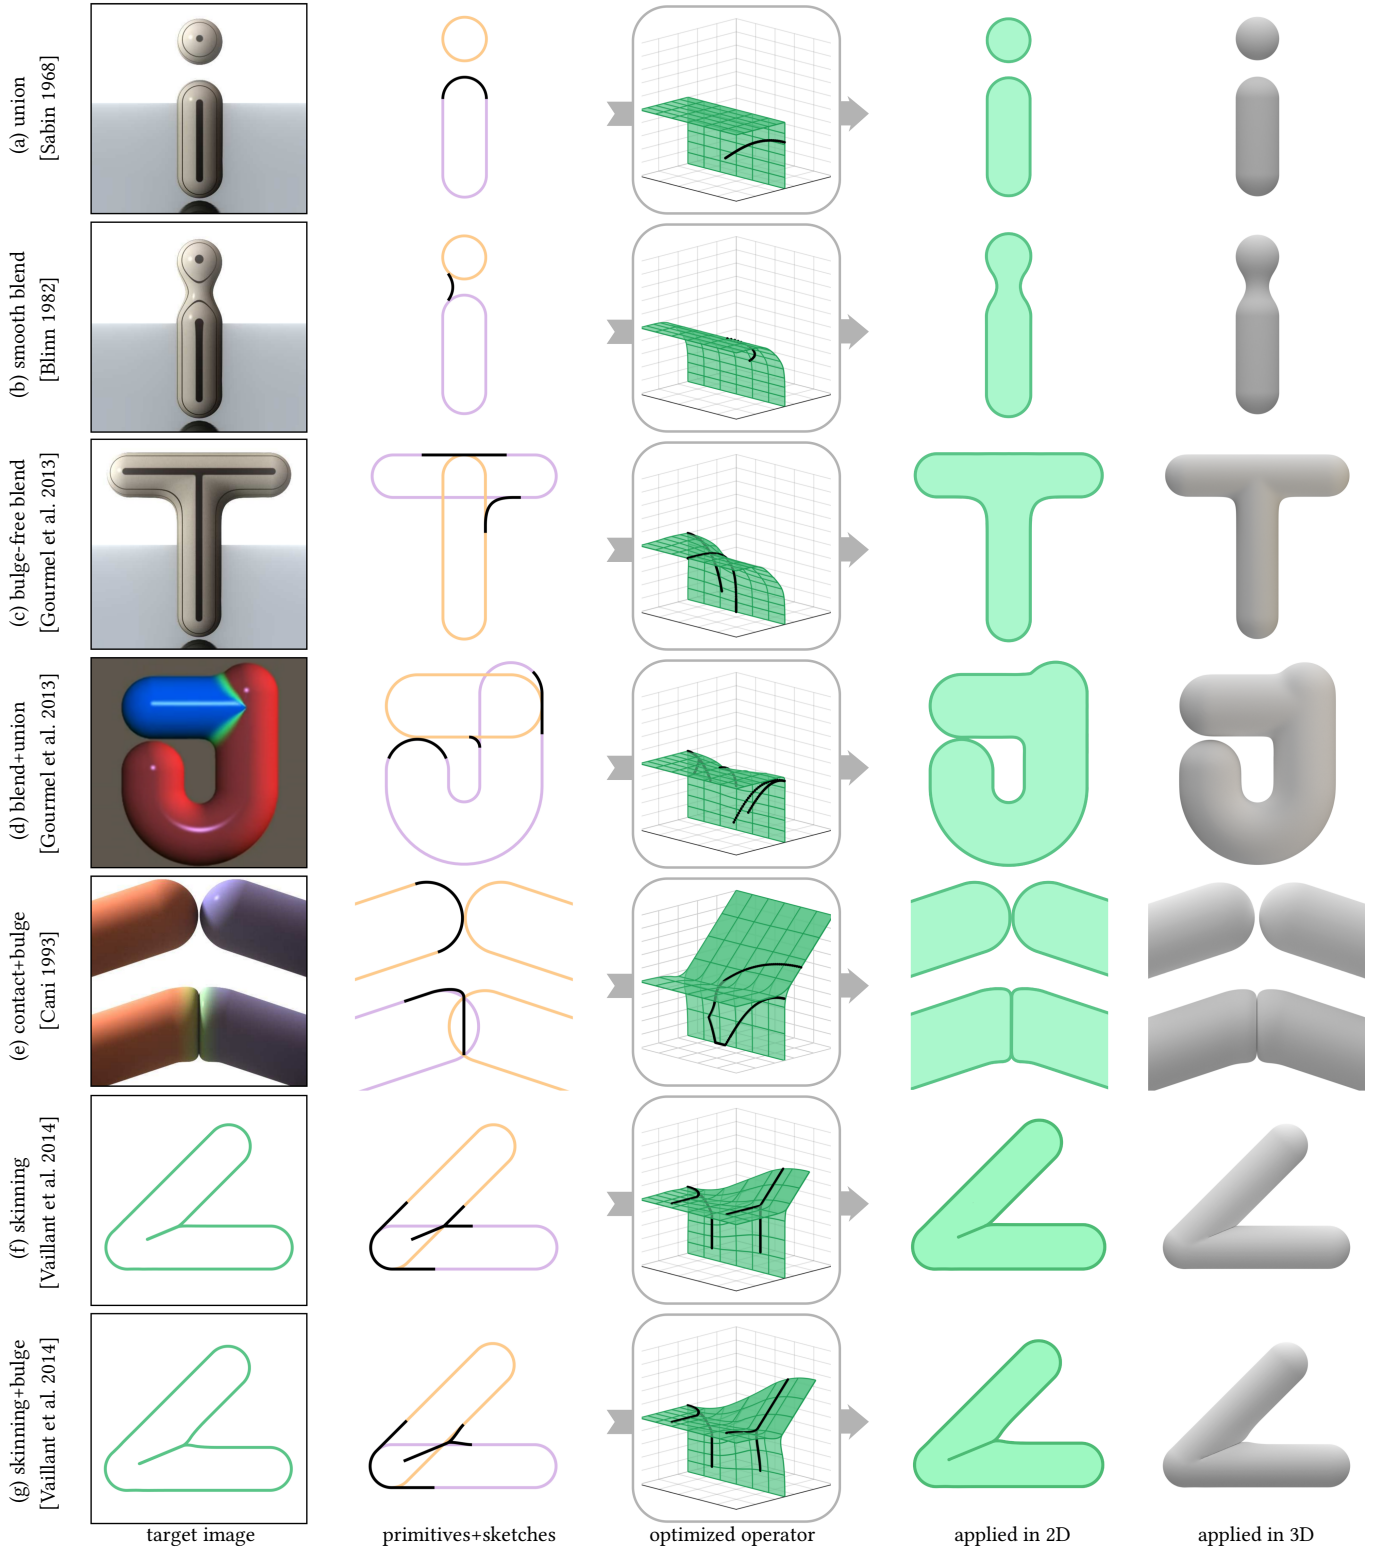 (a) union
[Sabin 1968]
(b) smooth blend
[Blinn 1982]
(c) bulge-free blend
[Gourmel et al. 2013]
(d) blend+union
[Gourmel et al. 2013]
(e) contact+bulge
[Cani 1993]
(f) skinning
[Vaillant et al. 2014]
(g) skinning+bulge
[Vaillant et al. 2014]
target image
primitives+sketches
optimized operator
applied in 2D
applied in 3D